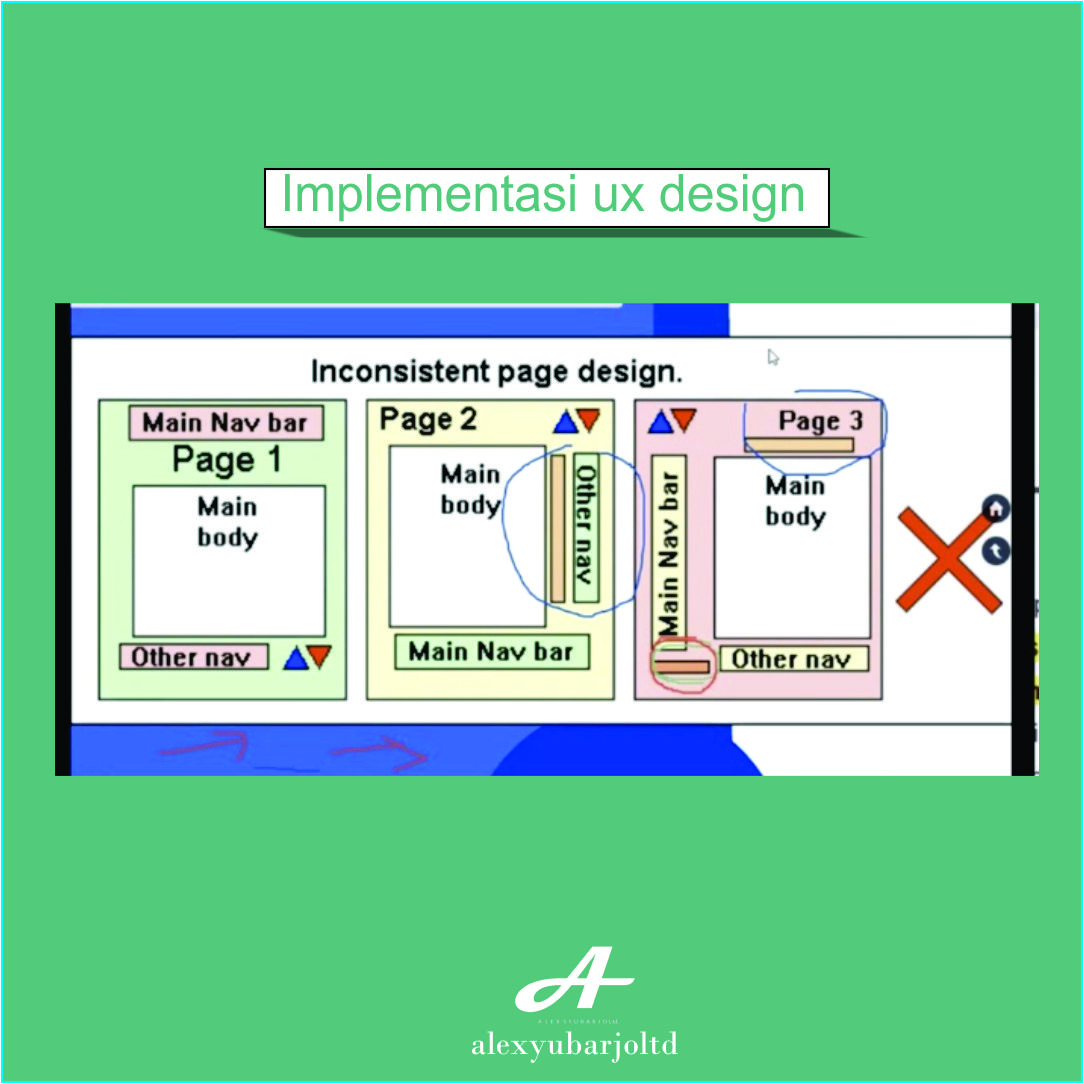 Implementasi ux design
Inconsistent page design.
Main Nav bar
Page 1
Main
body
Other nav
Page 2
Main
body
Other nav
Main Nav bar
Page 3
Main Nav bar
Main
body
Other nav
A
ALEXYUBARJOLTD
alexyubarjoltd